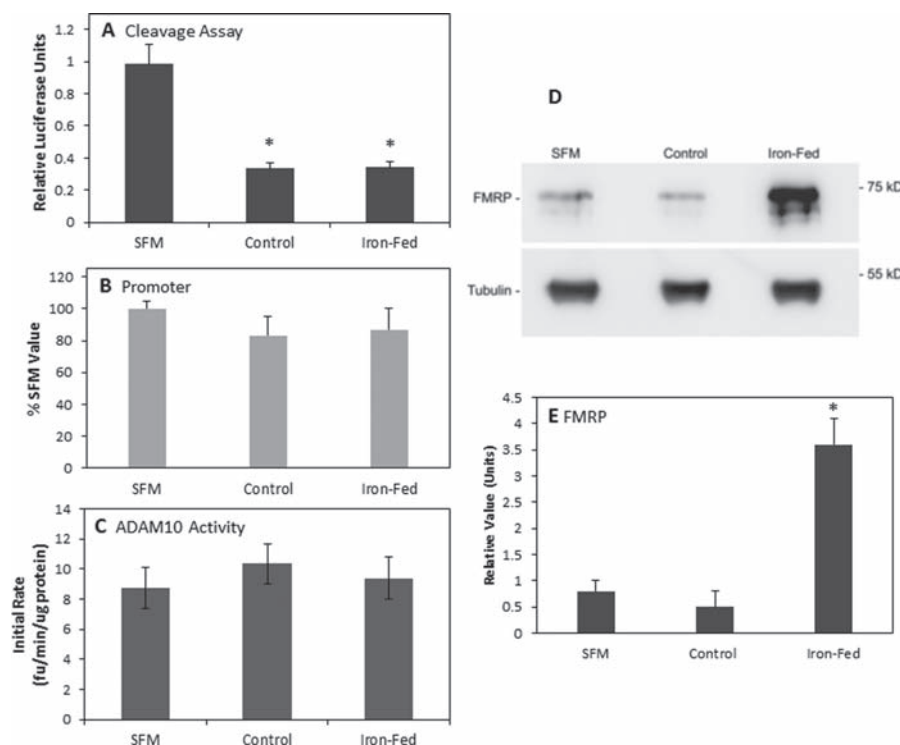 A Cleavage Assay
Relative Luciferase Units
1.2
1
0.8
0.6
0.4
0.2
0
*
*
SFM Control Iron-Fed
B Promoter
% SFM Value
120
100
80
60
40
20
0
SFM Control Iron-Fed
C ADAM10 Activity
Initial Rate
(fu/min/ug protein)
14
12
10
8
6
4
2
0
SFM Control Iron-Fed
D
SFM Control Iron-Fed
FMRP -
- 75 kD
Tubulin -
- 55 kD
E FMRP
Relative Value (Units)
4.5
4
3.5
3
2.5
2
1.5
1
0.5
0
*
SFM Control Iron-Fed